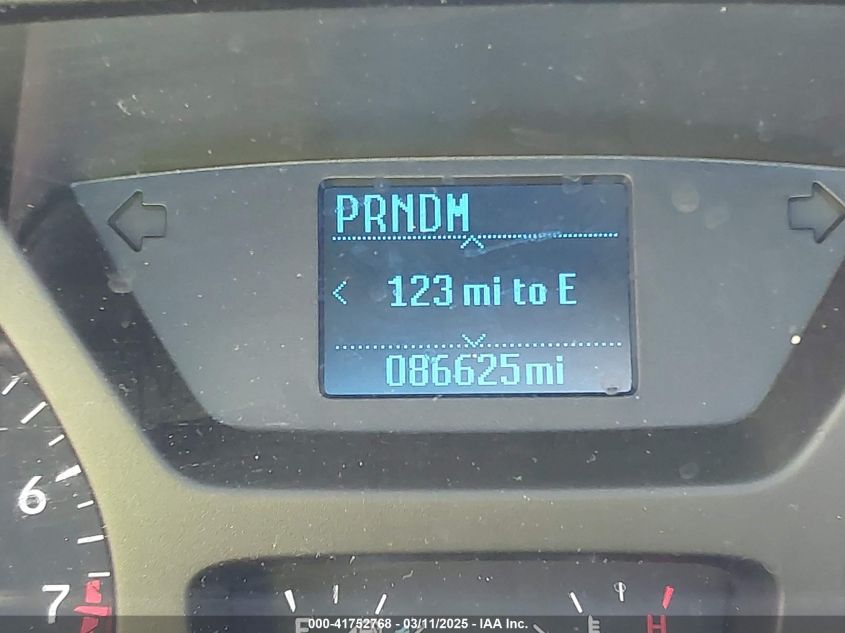 PRNDM
< 123 mi to E
086625mi
6
7
H
000-41752768 - 03/11/2025 - IAA Inc.